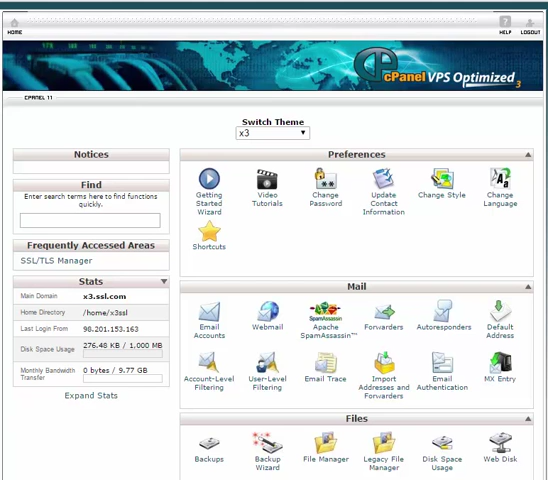 HOME
HELP
LOGOUT
cPanel VPS Optimized 3
CPANEL 11
Switch Theme
x3
Notices
Find
Enter search terms here to find functions quickly.
Frequently Accessed Areas
SSL/TLS Manager
Stats
Main Domain x3.ssl.com
Home Directory /home/x3ssl
Last Login From 98.201.153.163
Disk Space Usage 276.48 KB / 1,000 MB
Monthly Bandwidth Transfer 0 bytes / 9.77 GB
Expand Stats
Preferences
Getting Started Wizard
Video Tutorials
Change Password
Update Contact Information
Change Style
Change Language
Shortcuts
Mail
Email Accounts
Webmail
Apache SpamAssassin™
Forwarders
Autoresponders
Default Address
Account-Level Filtering
User-Level Filtering
Email Trace
Import Addresses and Forwarders
Email Authentication
MX Entry
Files
Backups
Backup Wizard
File Manager
Legacy File Manager
Disk Space Usage
Web Disk